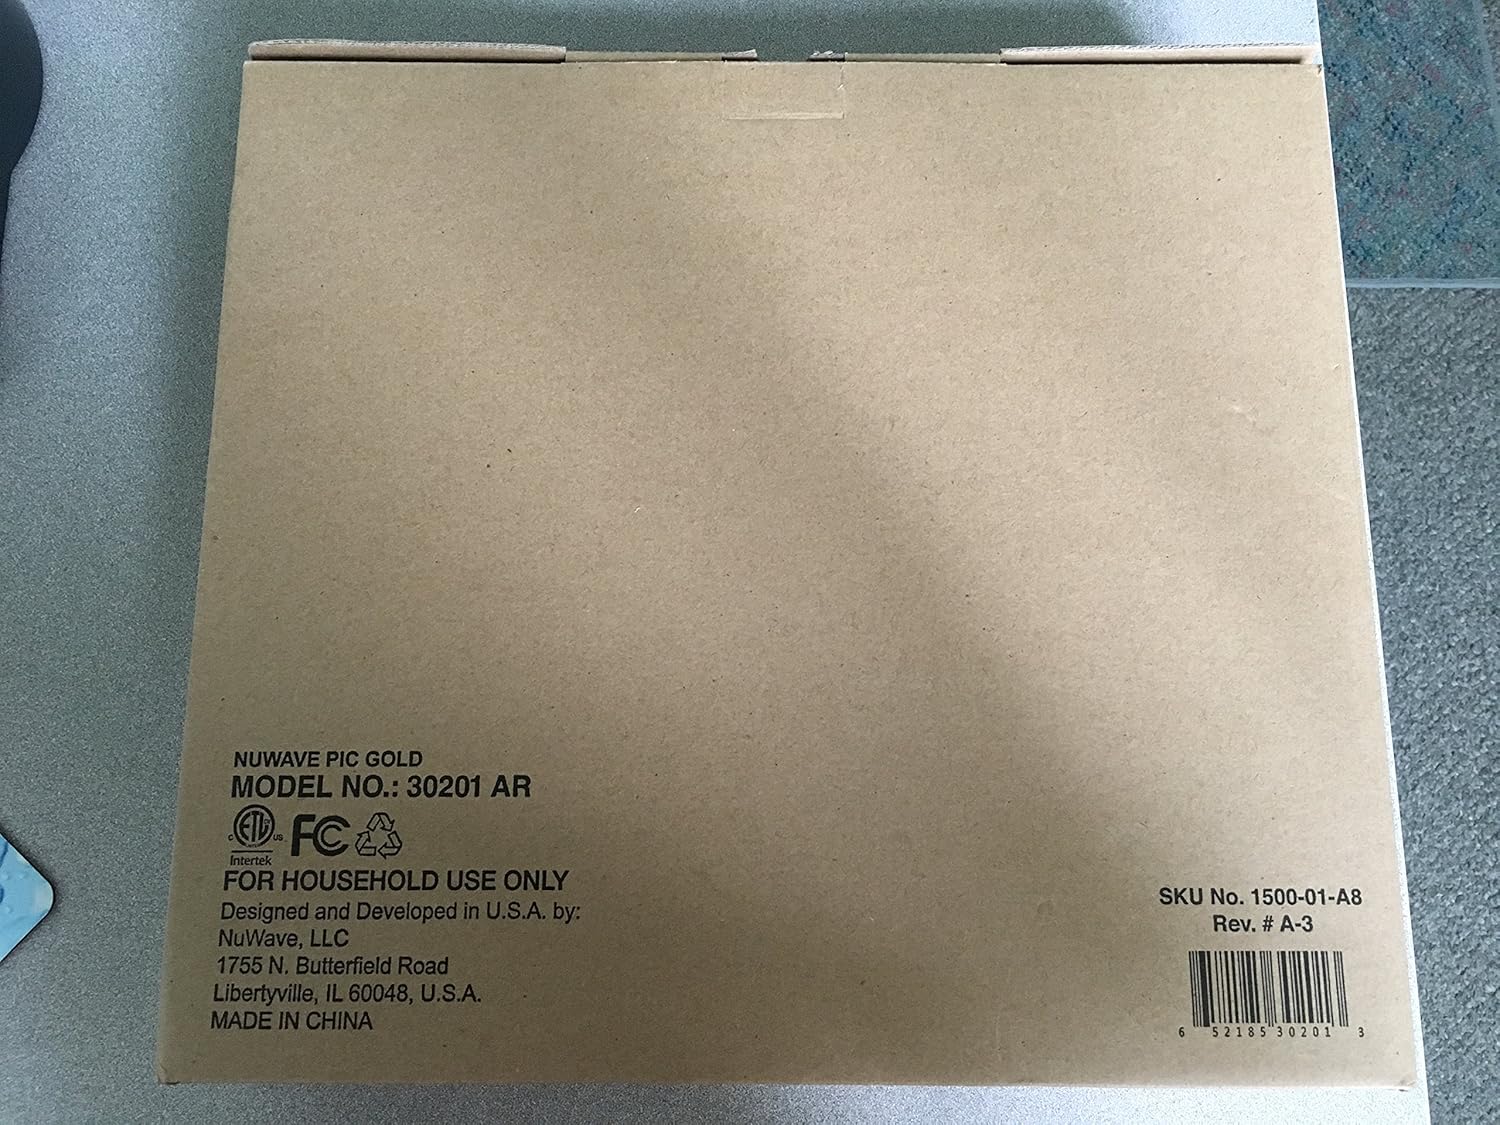 NUWAVE PIC GOLD
MODEL NO.: 30201 AR
C ETL US
Intertek
FC
FOR HOUSEHOLD USE ONLY
Designed and Developed in U.S.A. by:
NuWave, LLC
1755 N. Butterfield Road
Libertyville, IL 60048, U.S.A.
MADE IN CHINA
SKU No. 1500-01-A8
Rev. # A-3
6 52185 30201 3